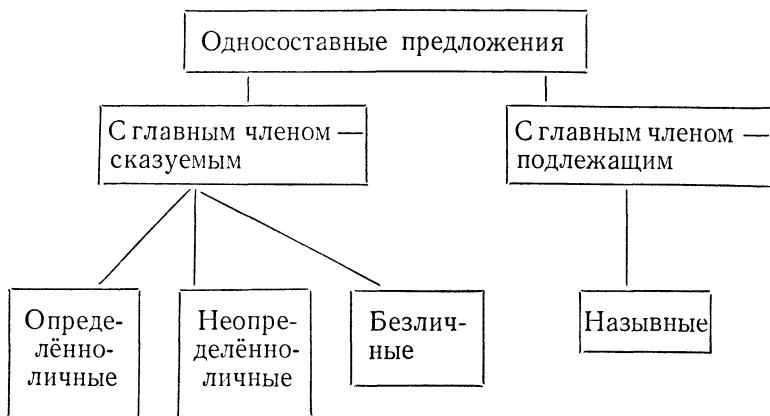 Односоставные предложения
С главным членом —
сказуемым
С главным членом —
подлежащим
Опреде-
лённо-
личные
Неопре-
делённо-
личные
Безлич-
ные
Назывные